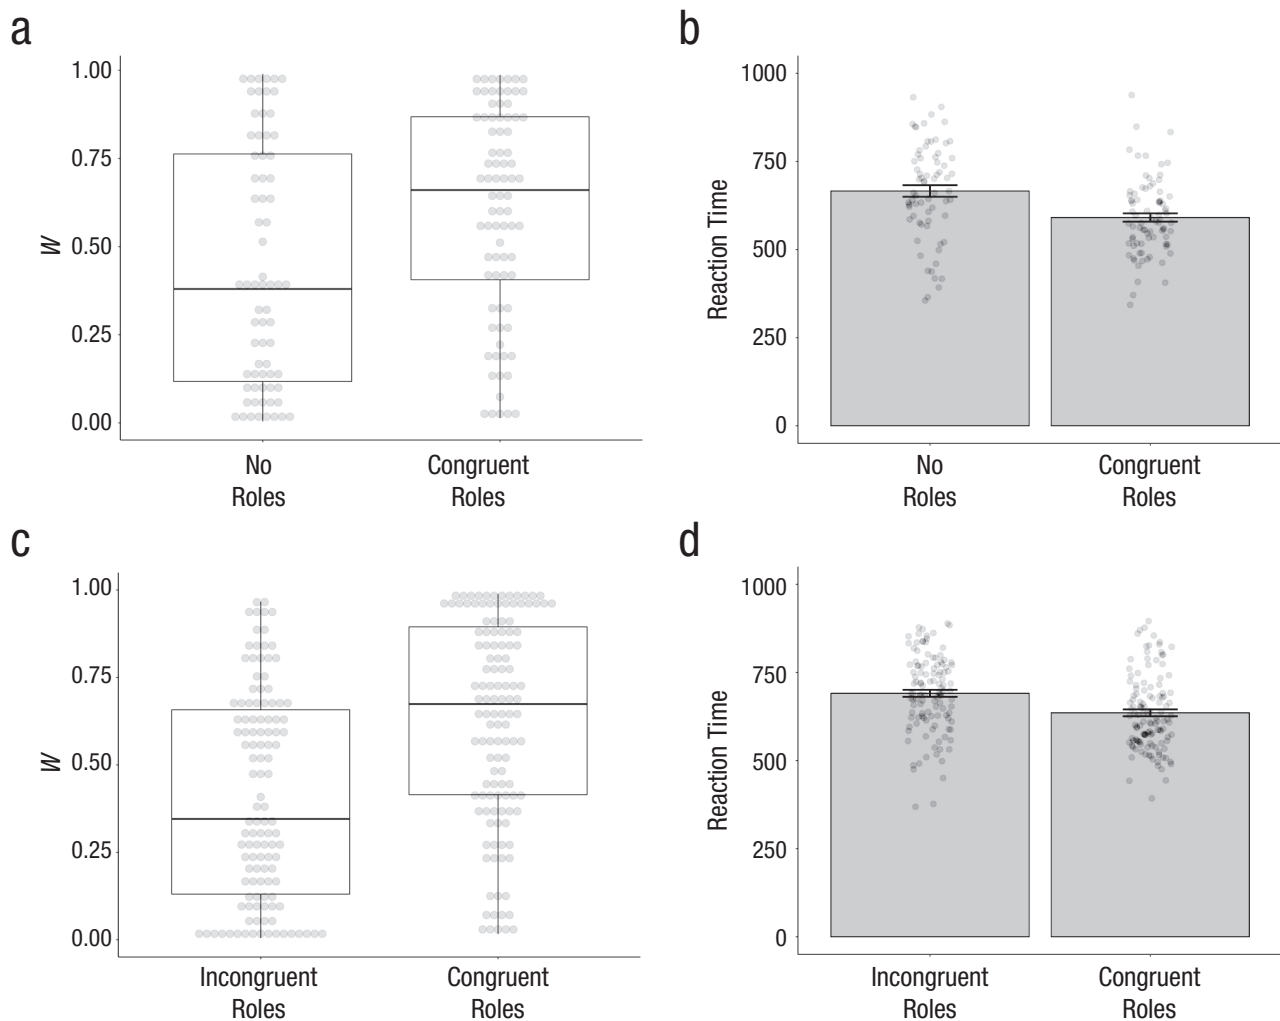 a
1.00
0.75
W
0.50
0.25
0.00
No
Roles
Congruent
Roles
b
1000
750
Reaction Time
500
250
0
No
Roles
Congruent
Roles
c
1.00
0.75
W
0.50
0.25
0.00
Incongruent
Roles
Congruent
Roles
d
1000
750
Reaction Time
500
250
0
Incongruent
Roles
Congruent
Roles